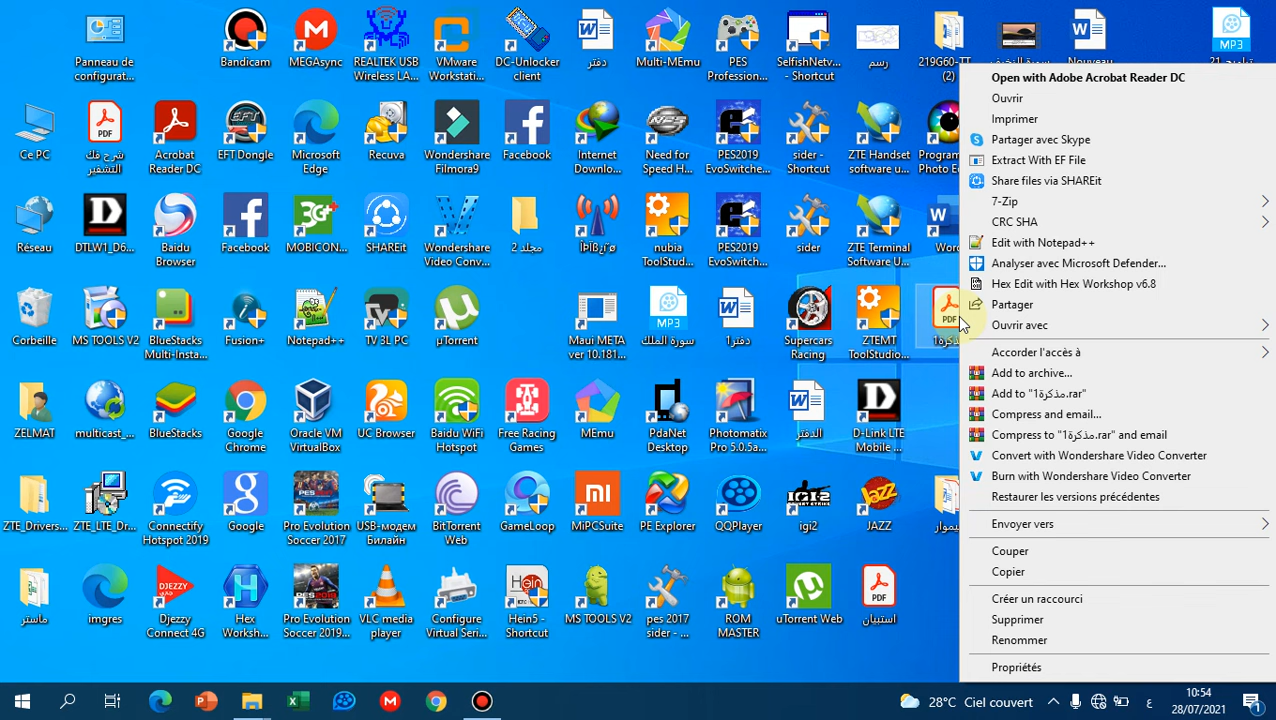 Panneau de
configurat...
Bandicam
MEGAsync
REALTEK USB
Wireless LA...
VMware
Workstati...
DC-Unlocker
client
دفتر
Multi-MEmu
PES
Profession...
SelfishNetv...
- Shortcut
رسم
219G60-TT
(2)
Nouveau
MP3
Ce PC
PDF
شرح فك
التشفير
Acrobat
Reader DC
EFT Dongle
Microsoft
Edge
Recuva
Wondershare
Filmora9
Facebook
Internet
Downlo...
Need for
Speed H...
PES2019
EvoSwitche...
sider -
Shortcut
ZTE Handset
software u...
Program
Photo Ed
Réseau
DTLW1_D6...
Baidu
Browser
Facebook
3G+
MOBICON...
SHAREit
Wondershare
Video Conv...
مجلد 2
nubia
ToolStud...
PES2019
EvoSwitche...
sider
ZTE Terminal
Software U...
Word
Corbeille
MS TOOLS V2
BlueStacks
Multi-Insta...
Fusion+
Notepad++
TV 3L PC
µTorrent
Maui META
ver 10.181...
MP3
سورة الملك
دفتر1
Supercars
Racing
ZTEMT
ToolStudio...
PDF
ZELMAT
multicast_...
BlueStacks
Google
Chrome
Oracle VM
VirtualBox
UC Browser
Baidu WiFi
Hotspot
Free Racing
Games
MEmu
PdaNet
Desktop
Photomatix
Pro 5.0.5a...
الدفتر
D-Link LTE
Mobile ...
ZTE_Drivers...
ZTE_LTE_Dr...
Connectify
Hotspot 2019
Google
Pro Evolution
Soccer 2017
USB-модем
Билайн
BitTorrent
Web
GameLoop
MiPCSuite
PE Explorer
QQPlayer
igi2
JAZZ
ماستر
imgres
DJEZZY
Djezzy
Connect 4G
Hex
Worksh...
Pro Evolution
Soccer 2019...
VLC media
player
Configure
Virtual Seri...
Hein5 -
Shortcut
MS TOOLS V2
pes 2017
sider - ...
ROM
MASTER
uTorrent Web
PDF
استبيان
Open with Adobe Acrobat Reader DC
Ouvrir
Imprimer
Partager avec Skype
Extract With EF File
Share files via SHAREit
7-Zip
CRC SHA
Edit with Notepad++
Analyser avec Microsoft Defender...
Hex Edit with Hex Workshop v6.8
Partager
Ouvrir avec
Accorder l'accès à
Add to archive...
Add to "مذكرة1.rar"
Compress and email...
Compress to "مذكرة1.rar" and email
Convert with Wondershare Video Converter
Burn with Wondershare Video Converter
Restaurer les versions précédentes
Envoyer vers
Couper
Copier
Créer un raccourci
Supprimer
Renommer
Propriétés
28°C Ciel couvert
ع
10:54
28/07/2021